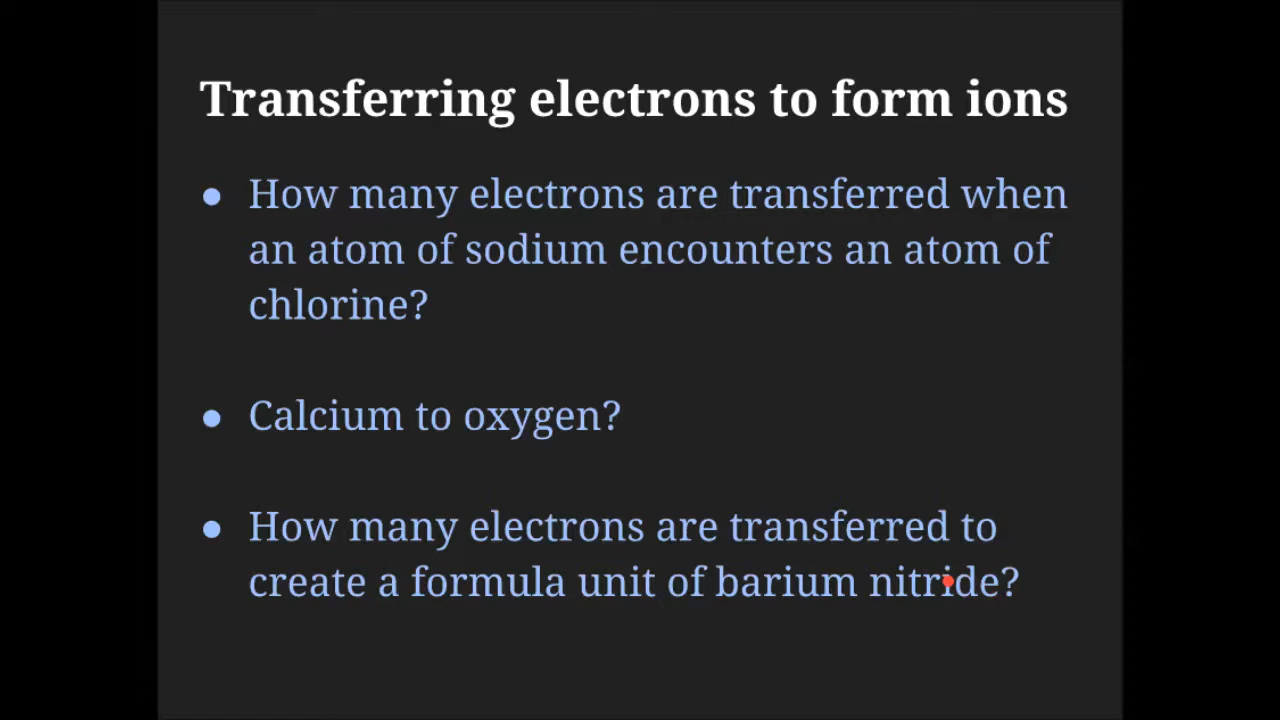 Transferring electrons to form ions
● How many electrons are transferred when
an atom of sodium encounters an atom of
chlorine?
● Calcium to oxygen?
● How many electrons are transferred to
create a formula unit of barium nitride?